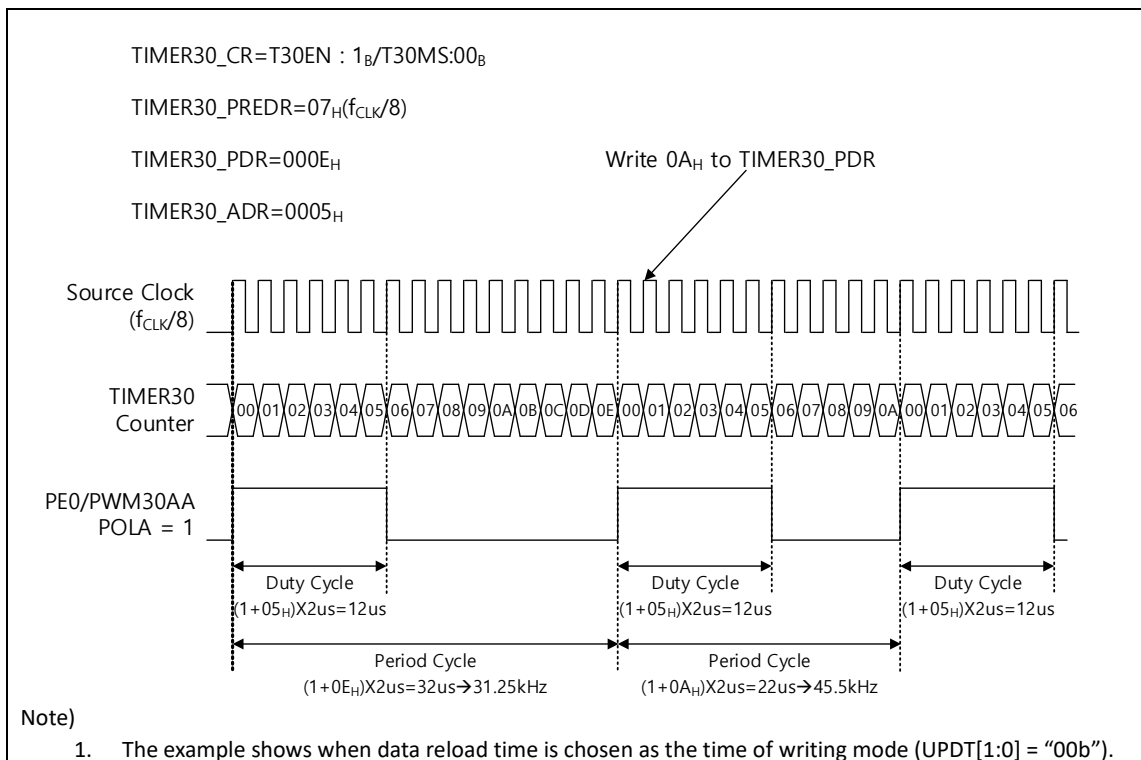 TIMER30_CR=T30EN : 1B/T30MS:00B
TIMER30_PREDR=07H(fCLK/8)
TIMER30_PDR=000EH
Write 0AH to TIMER30_PDR
TIMER30_ADR=0005H
Source Clock
(fCLK/8)
TIMER30
Counter
00 01 02 03 04 05 06 07 08 09 0A 0B 0C 0D 0E 00 01 02 03 04 05 06 07 08 09 0A 00 01 02 03 04 05 06
PE0/PWM30AA
POLA = 1
Duty Cycle
(1+05H)X2us=12us
Duty Cycle
(1+05H)X2us=12us
Duty Cycle
(1+05H)X2us=12us
Period Cycle
(1+0EH)X2us=32us→31.25kHz
Period Cycle
(1+0AH)X2us=22us→45.5kHz
Note)
1. The example shows when data reload time is chosen as the time of writing mode (UPDT[1:0] = “00b”).